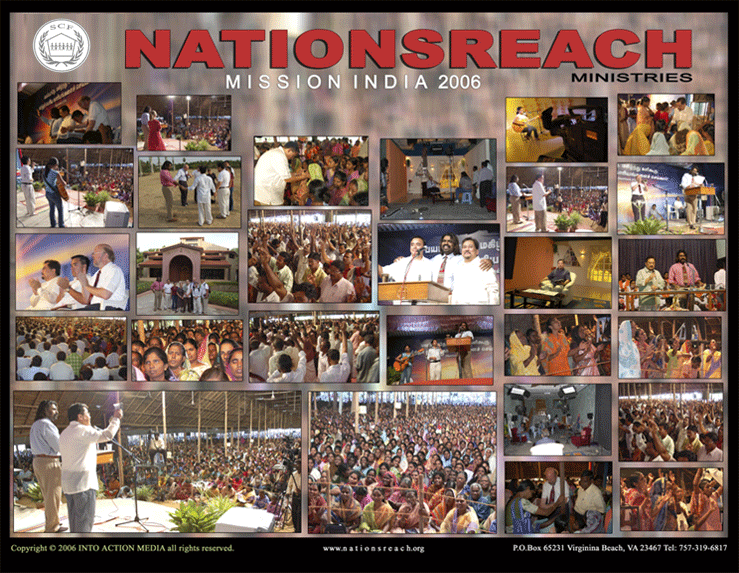 SCF
NATIONSREACH
MINISTRIES
MISSION INDIA 2006
Copyright © 2006 INTO ACTION MEDIA all rights reserved.
www.nationsreach.org
P.O.Box 65231 Virginina Beach, VA 23467 Tel: 757-319-6817